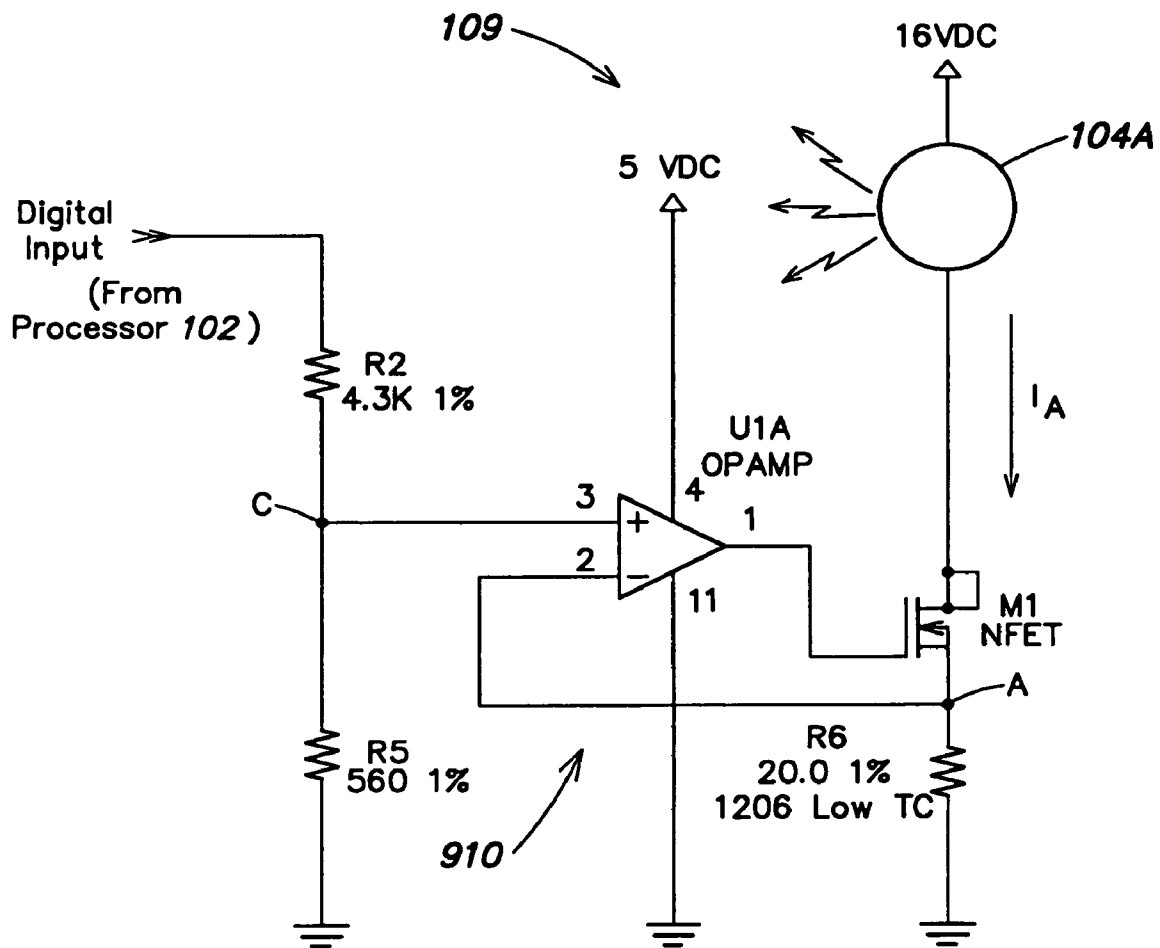 109
16VDC
104A
5 VDC
Digital
Input
(From
Processor 102)
R2
4.3K 1%
I A
U1A
OPAMP
C
3
4
+
1
2
−
11
M1
NFET
A
R5
560 1%
R6
20.0 1%
1206 Low TC
910